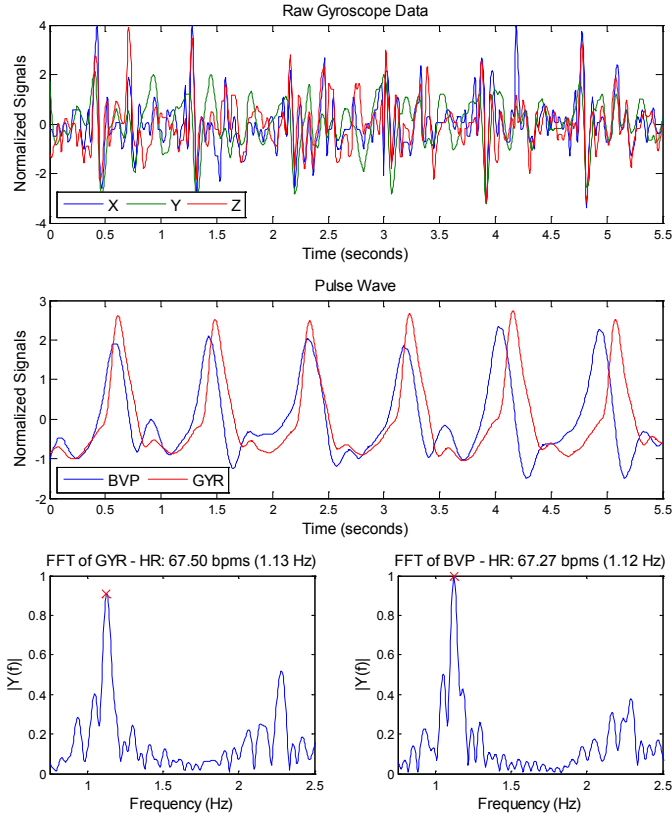 Raw Gyroscope Data
Normalized Signals
4
2
0
-2
-4
X Y Z
0 0.5 1 1.5 2 2.5 3 3.5 4 4.5 5 5.5
Time (seconds)
Pulse Wave
Normalized Signals
3
2
1
0
-1
-2
BVP GYR
0 0.5 1 1.5 2 2.5 3 3.5 4 4.5 5 5.5
Time (seconds)
FFT of GYR - HR: 67.50 bpms (1.13 Hz)
|Y(f)|
1
0.8
0.6
0.4
0.2
0
1 1.5 2 2.5
Frequency (Hz)
FFT of BVP - HR: 67.27 bpms (1.12 Hz)
|Y(f)|
1
0.8
0.6
0.4
0.2
0
1 1.5 2 2.5
Frequency (Hz)